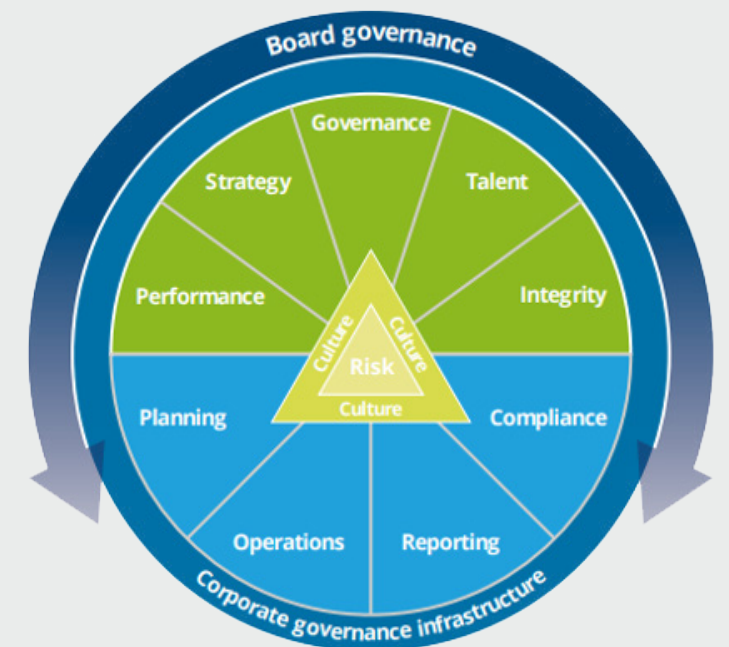 Board governance
Governance
Strategy
Talent
Performance
Integrity
Culture
Culture
Risk
Culture
Planning
Compliance
Operations
Reporting
Corporate governance infrastructure